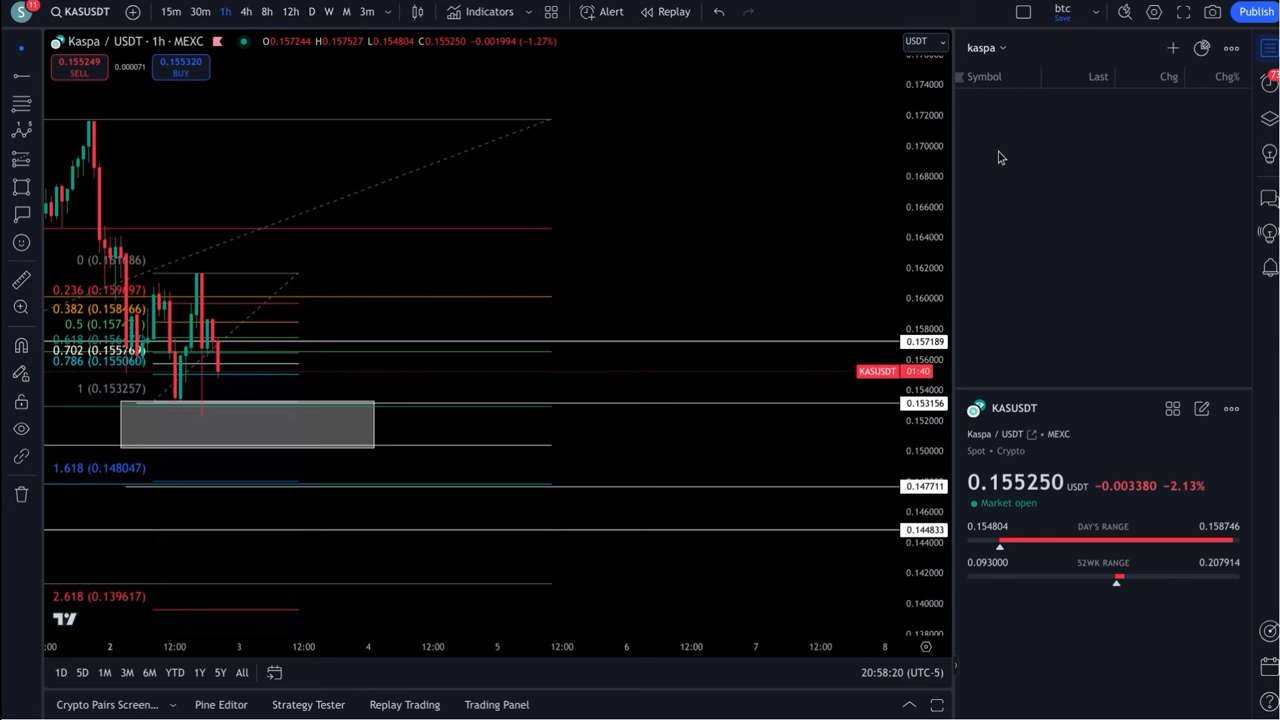 S 11 KASUSDT 15m 30m 1h 4h 8h 12h D W M 3m Indicators Alert Replay btc Save Publish
Kaspa / USDT · 1h · MEXC O0.157244 H0.157527 L0.154804 C0.155250 −0.001994 (−1.27%)
USDT
0.155249 SELL
0.000071
0.155320 BUY
0.174000
0.172000
0.170000
0.168000
0.166000
0.164000
0.162000
0.160000
0.158000
0.157189
0.156000
KASUSDT 01:40
0.154000
0.153156
0.152000
0.150000
0.147711
0.146000
0.144833
0.144000
0.142000
0.140000
0.138000
0.236 (0.159697)
0.382 (0.158466)
0.702 (0.155769)
0.786 (0.155060)
1 (0.153257)
1.618 (0.148047)
2.618 (0.139617)
:00 2 12:00 3 12:00 4 12:00 5 12:00 6 12:00 7 12:00 8
1D 5D 1M 3M 6M YTD 1Y 5Y All
20:58:20 (UTC-5)
Crypto Pairs Screen... Pine Editor Strategy Tester Replay Trading Trading Panel
kaspa
Symbol Last Chg Chg%
KASUSDT
Kaspa / USDT • MEXC
Spot • Crypto
0.155250 USDT −0.003380 −2.13%
Market open
0.154804 DAY'S RANGE 0.158746
0.093000 52WK RANGE 0.207914